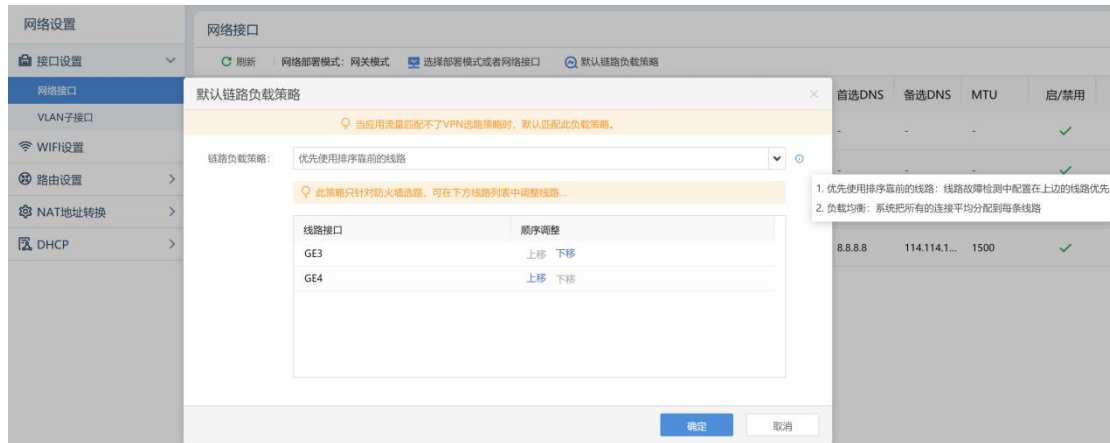 网络设置
接口设置
网络接口
VLAN子接口
WIFI设置
路由设置
NAT地址转换
DHCP
网络接口
刷新 网络部署模式：网关模式 选择部署模式或者网络接口 默认链路负载策略
首选DNS 备选DNS MTU 启/禁用
- -
- -
8.8.8.8 114.114.1... 1500
默认链路负载策略
当应用流量匹配不了VPN选路策略时，默认匹配此负载策略。
链路负载策略： 优先使用排序靠前的线路
此策略只针对防火墙选路，可在下方线路列表中调整线路...
线路接口 顺序调整
GE3 上移 下移
GE4 上移 下移
确定 取消
1. 优先使用排序靠前的线路：线路故障检测中配置在上边的线路优先
2. 负载均衡：系统把所有的连接平均分配到每条线路